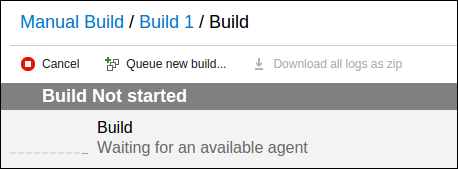 Manual Build / Build 1 / Build
Cancel Queue new build... Download all logs as zip
Build Not started
Build
Waiting for an available agent